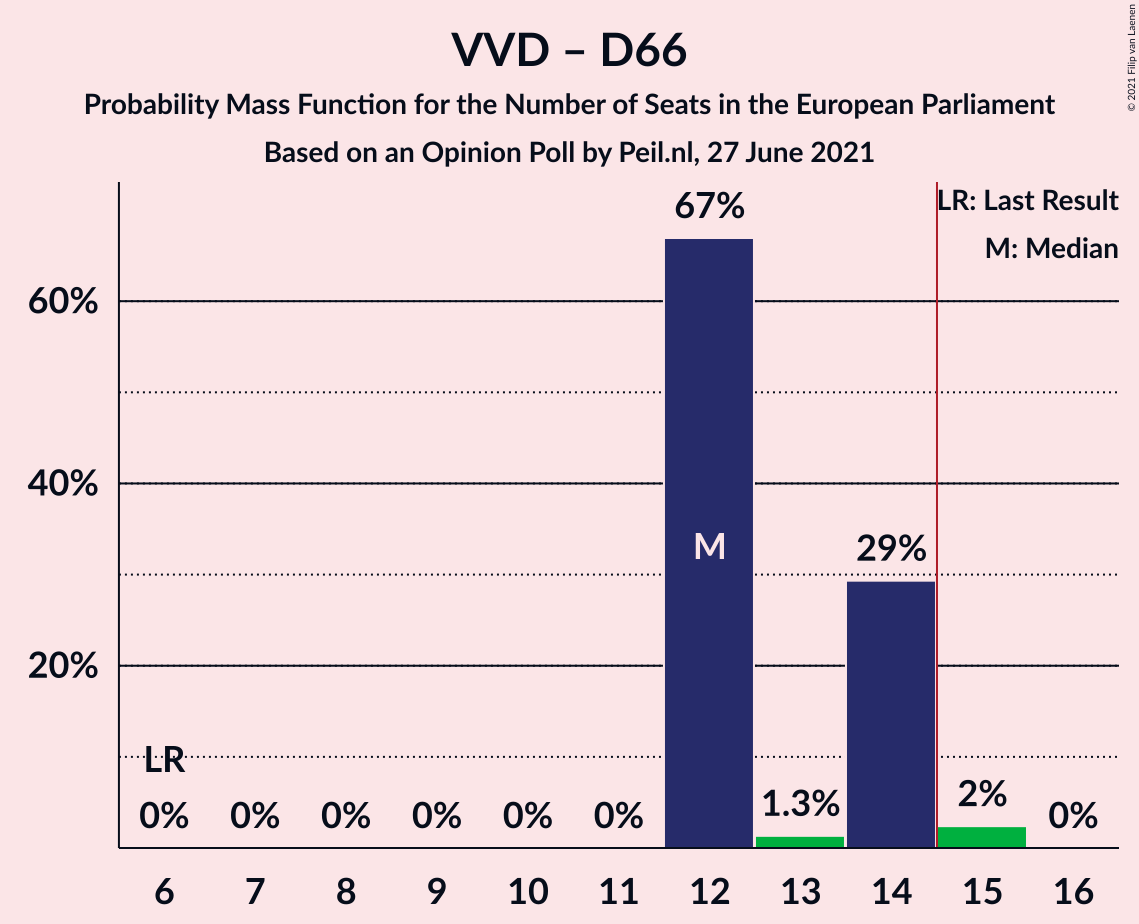 VVD – D66
Probability Mass Function for the Number of Seats in the European Parliament
Based on an Opinion Poll by Peil.nl, 27 June 2021
© 2021 Filip van Laenen
LR: Last Result
M: Median
67%
60%
40%
M
29%
20%
LR
0%
0%
0%
0%
0%
0%
1.3%
2%
0%
6 7 8 9 10 11 12 13 14 15 16